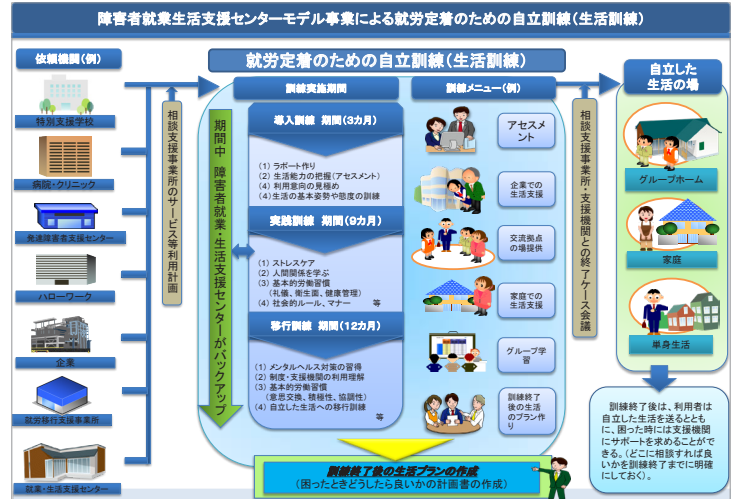 障害者就業生活支援センターモデル事業による就労定着のための自立訓練（生活訓練）
依頼機関（例）
特別支援学校
病院・クリニック
発達障害者支援センター
ハローワーク
企業
就労移行支援事業所
就業・生活支援センター
相談支援事業所のサービス等利用計画
就労定着のための自立訓練（生活訓練）
期間中 障害者就業・生活支援センターがバックアップ
訓練実施期間
導入訓練 期間（3カ月）
（1） ラポート作り
（2） 生活能力の把握（アセスメント）
（4） 利用意向の見極め
（4） 生活の基本姿勢や態度の訓練
実践訓練 期間（9カ月）
（1） ストレスケア
（2） 人間関係を学ぶ
（3） 基本的労働習慣
（礼儀、衛生面、健康管理）
（4） 社会的ルール、マナー 等
移行訓練 期間（12カ月）
（1） メンタルヘルス対策の習得
（2） 制度・支援機関の利用理解
（3） 基本的労働習慣
（意思交換、積極性、協調性）
（4） 自立した生活への移行訓練
等
訓練メニュー（例）
アセスメ
ント
企業での
生活支援
交流拠点
の場提供
家庭での
生活支援
グループ学
習
訓練終了
後の生活
のプラン作
り
訓練終了後の生活プランの作成
（困ったときどうしたら良いかの計画書の作成）
相談支援事業所・支援機関との終了ケース会議
自立した
生活の場
グループホーム
家庭
単身生活
訓練終了後は、利用者は
自立した生活を送るととも
に、困った時には支援機関
にサポートを求めることがで
きる。（どこに相談すれば良
いかを訓練終了までに明確
にしておく）。